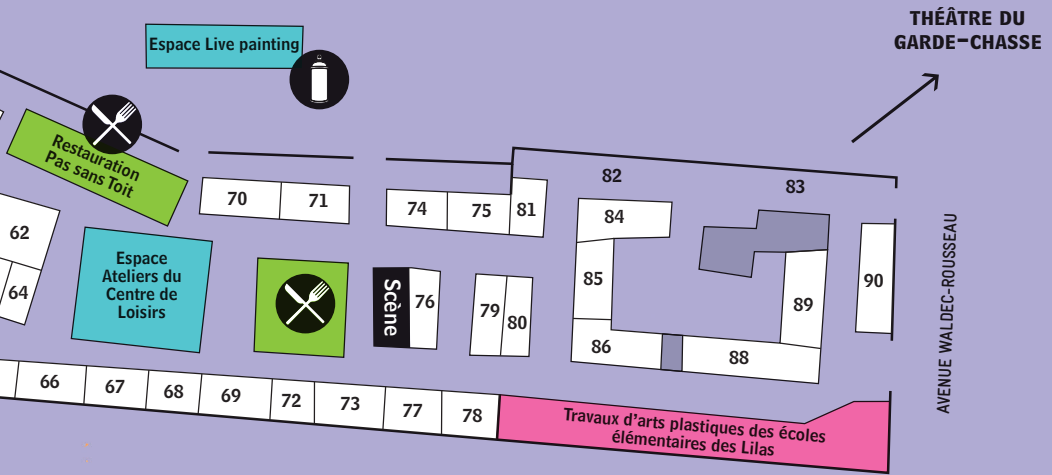 THÉÂTRE DU
GARDE-CHASSE
Espace Live painting
Restauration
Pas sans Toit
82
83
70
71
74
75
81
84
62
64
Espace
Ateliers du
Centre de
Loisirs
Scène
76
79
80
85
89
90
86
88
AVENUE WALDEC-ROUSSEAU
66
67
68
69
72
73
77
78
Travaux d'arts plastiques des écoles
élémentaires des Lilas